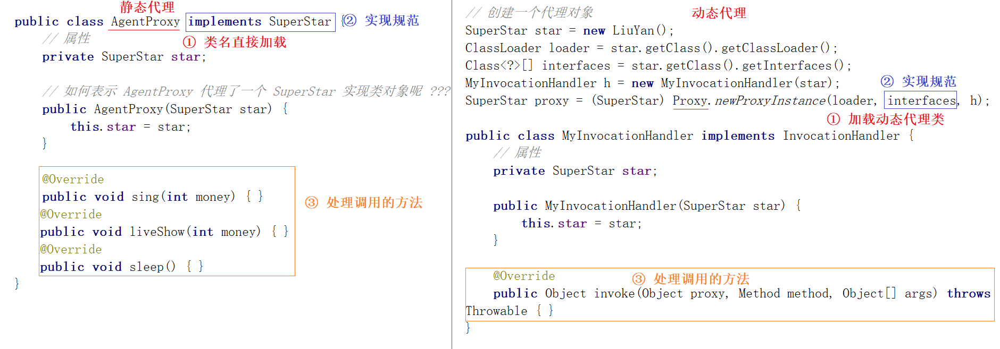 静态代理
public class AgentProxy implements SuperStar { ② 实现规范
// 属性 ① 类名直接加载
private SuperStar star;
// 如何表示 AgentProxy 代理了一个 SuperStar 实现类对象呢 ???
public AgentProxy(SuperStar star) {
this.star = star;
}
@Override
public void sing(int money) { }
③ 处理调用的方法
@Override
public void liveShow(int money) { }
@Override
public void sleep() { }
}
// 创建一个代理对象 动态代理
SuperStar star = new LiuYan();
ClassLoader loader = star.getClass().getClassLoader();
Class<?>[] interfaces = star.getClass().getInterfaces();
MyInvocationHandler h = new MyInvocationHandler(star); ② 实现规范
SuperStar proxy = (SuperStar) Proxy.newProxyInstance(loader, interfaces, h);
① 加载动态代理类
public class MyInvocationHandler implements InvocationHandler {
// 属性
private SuperStar star;
public MyInvocationHandler(SuperStar star) {
this.star = star;
}
@Override ③ 处理调用的方法
public Object invoke(Object proxy, Method method, Object[] args) throws
Throwable { }
}